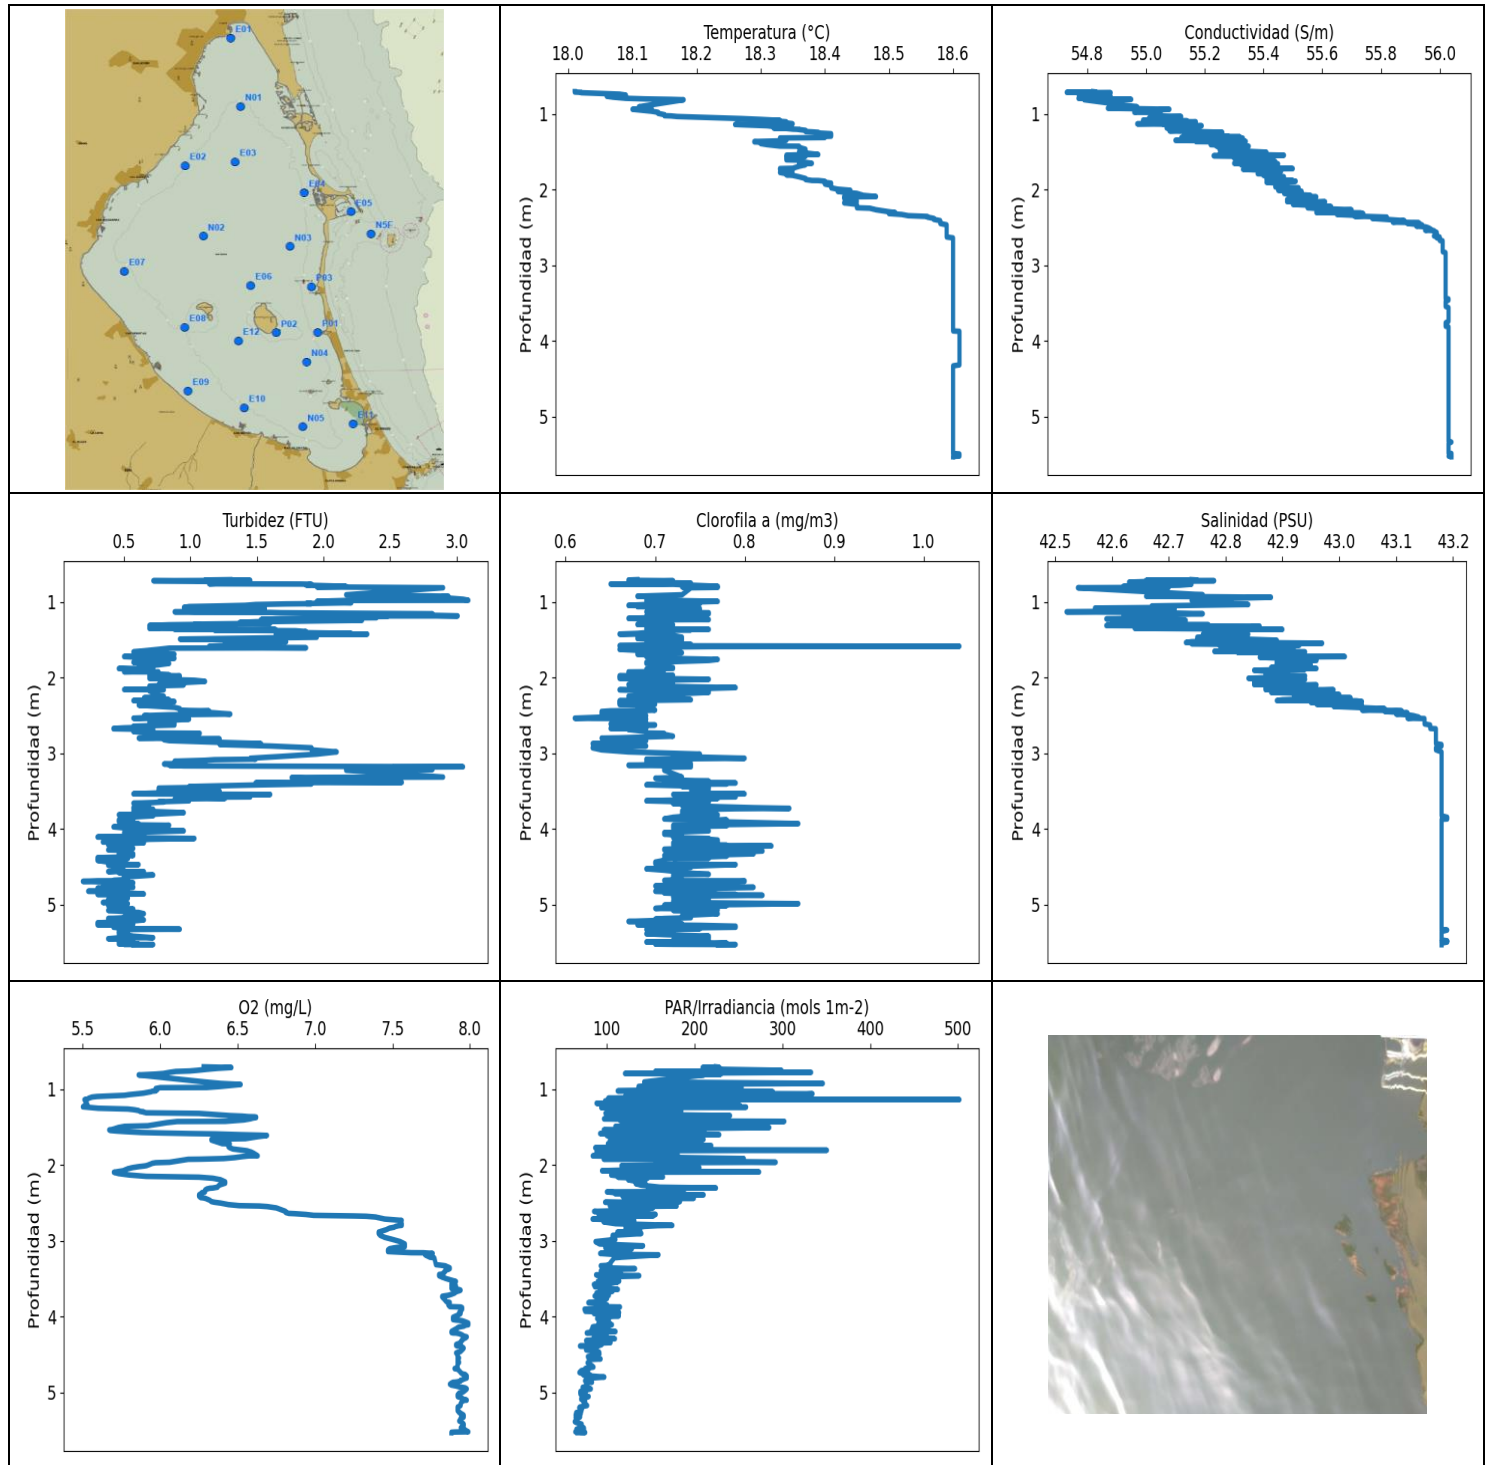 E01
N01
E02
E03
E04
E05
N5F
N02
N03
E07
E06
P03
E08
E12
P02
P01
N04
E09
E10
N05
E11
Temperatura (°C)
18.0 18.1 18.2 18.3 18.4 18.5 18.6
Profundidad (m)
1
2
3
4
5
Conductividad (S/m)
54.8 55.0 55.2 55.4 55.6 55.8 56.0
Profundidad (m)
1
2
3
4
5
Turbidez (FTU)
0.5 1.0 1.5 2.0 2.5 3.0
Profundidad (m)
1
2
3
4
5
Clorofila a (mg/m3)
0.6 0.7 0.8 0.9 1.0
Profundidad (m)
1
2
3
4
5
Salinidad (PSU)
42.5 42.6 42.7 42.8 42.9 43.0 43.1 43.2
Profundidad (m)
1
2
3
4
5
O2 (mg/L)
5.5 6.0 6.5 7.0 7.5 8.0
Profundidad (m)
1
2
3
4
5
PAR/Irradiancia (mols 1m-2)
100 200 300 400 500
Profundidad (m)
1
2
3
4
5